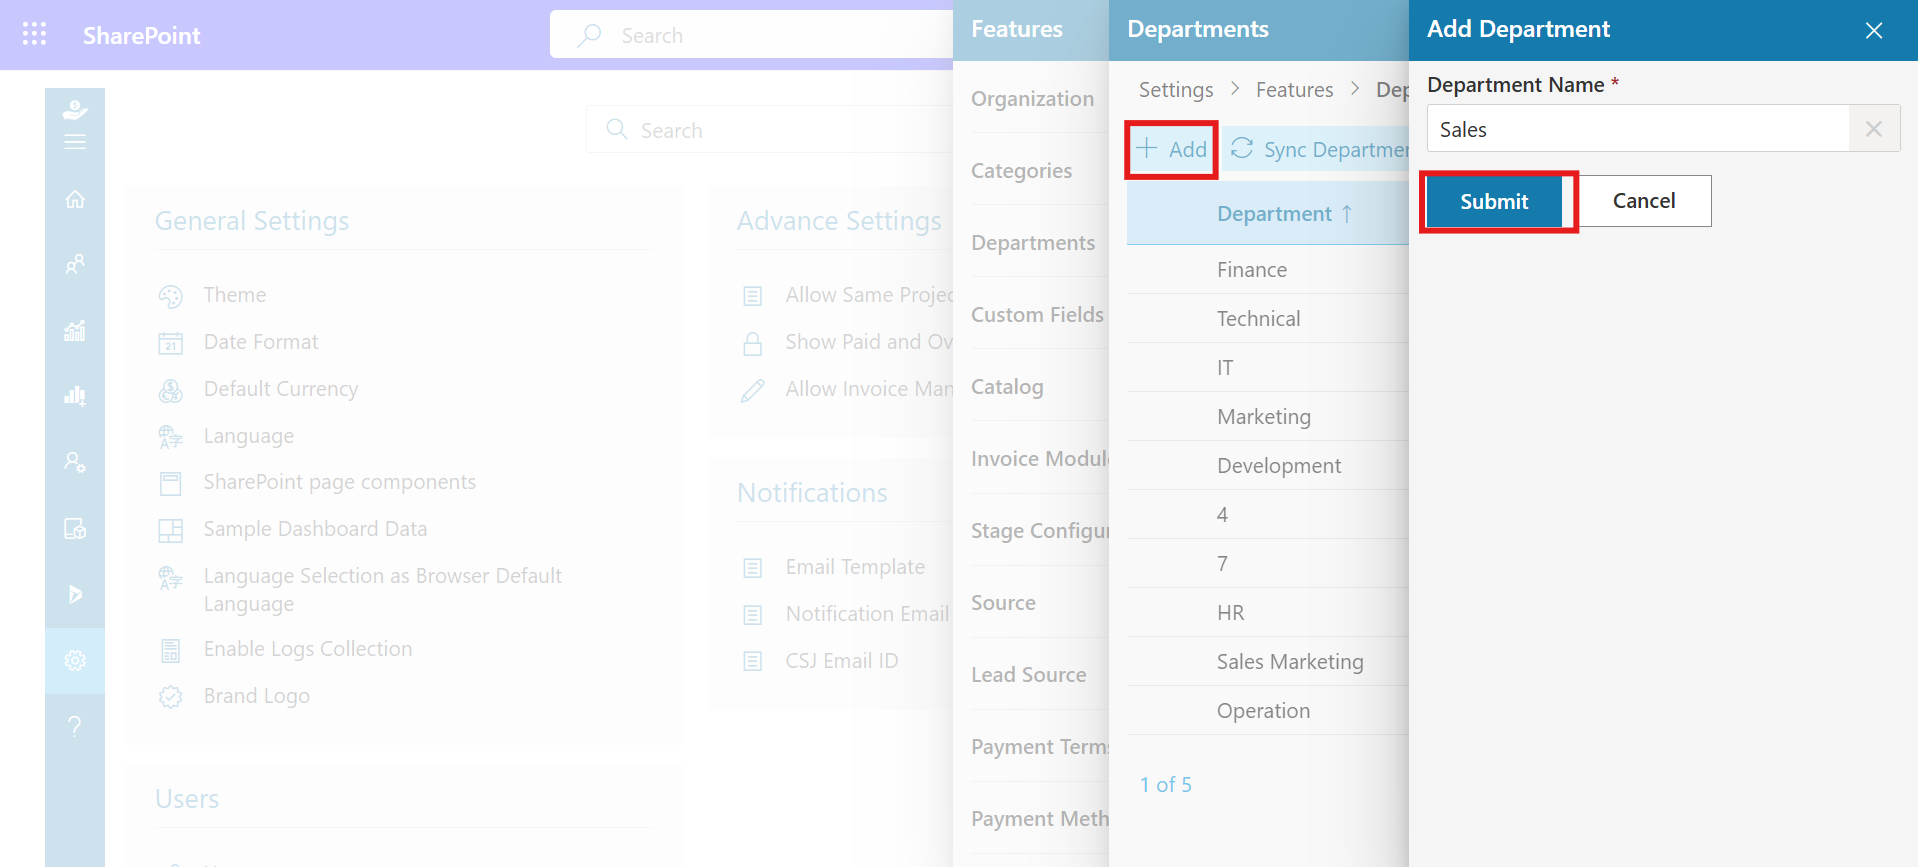 SharePoint
Search
Search
General Settings
Theme
Date Format
21
Default Currency
Language
SharePoint page components
Sample Dashboard Data
Language Selection as Browser Default
Language
Enable Logs Collection
Brand Logo
Users
Advance Settings
Allow Same Projec
Show Paid and Ov
Allow Invoice Man
Notifications
Email Template
Notification Email
CSJ Email ID
Features
Organization
Categories
Departments
Custom Fields
Catalog
Invoice Modul
Stage Configur
Source
Lead Source
Payment Terms
Payment Meth
Departments
Settings > Features > Dep
+ Add Sync Departmen
Department ↑
Finance
Technical
IT
Marketing
Development
4
7
HR
Sales Marketing
Operation
1 of 5
Add Department
Department Name *
Sales
Submit Cancel